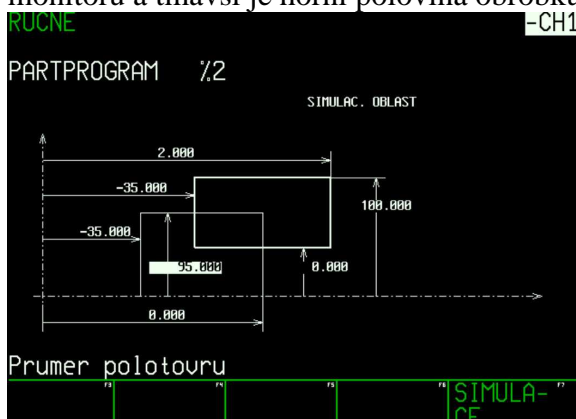 monitoru a tmavší je horní polovina obrobku
RUCNE -CH1
PARTPROGRAM %2
SIMULAC. OBLAST
2.000
-35.000
100.000
-35.000
95.000 0.000
0.000
Prumer polotovru
F3 F4 F5 F6 F7
SIMULA-
CE